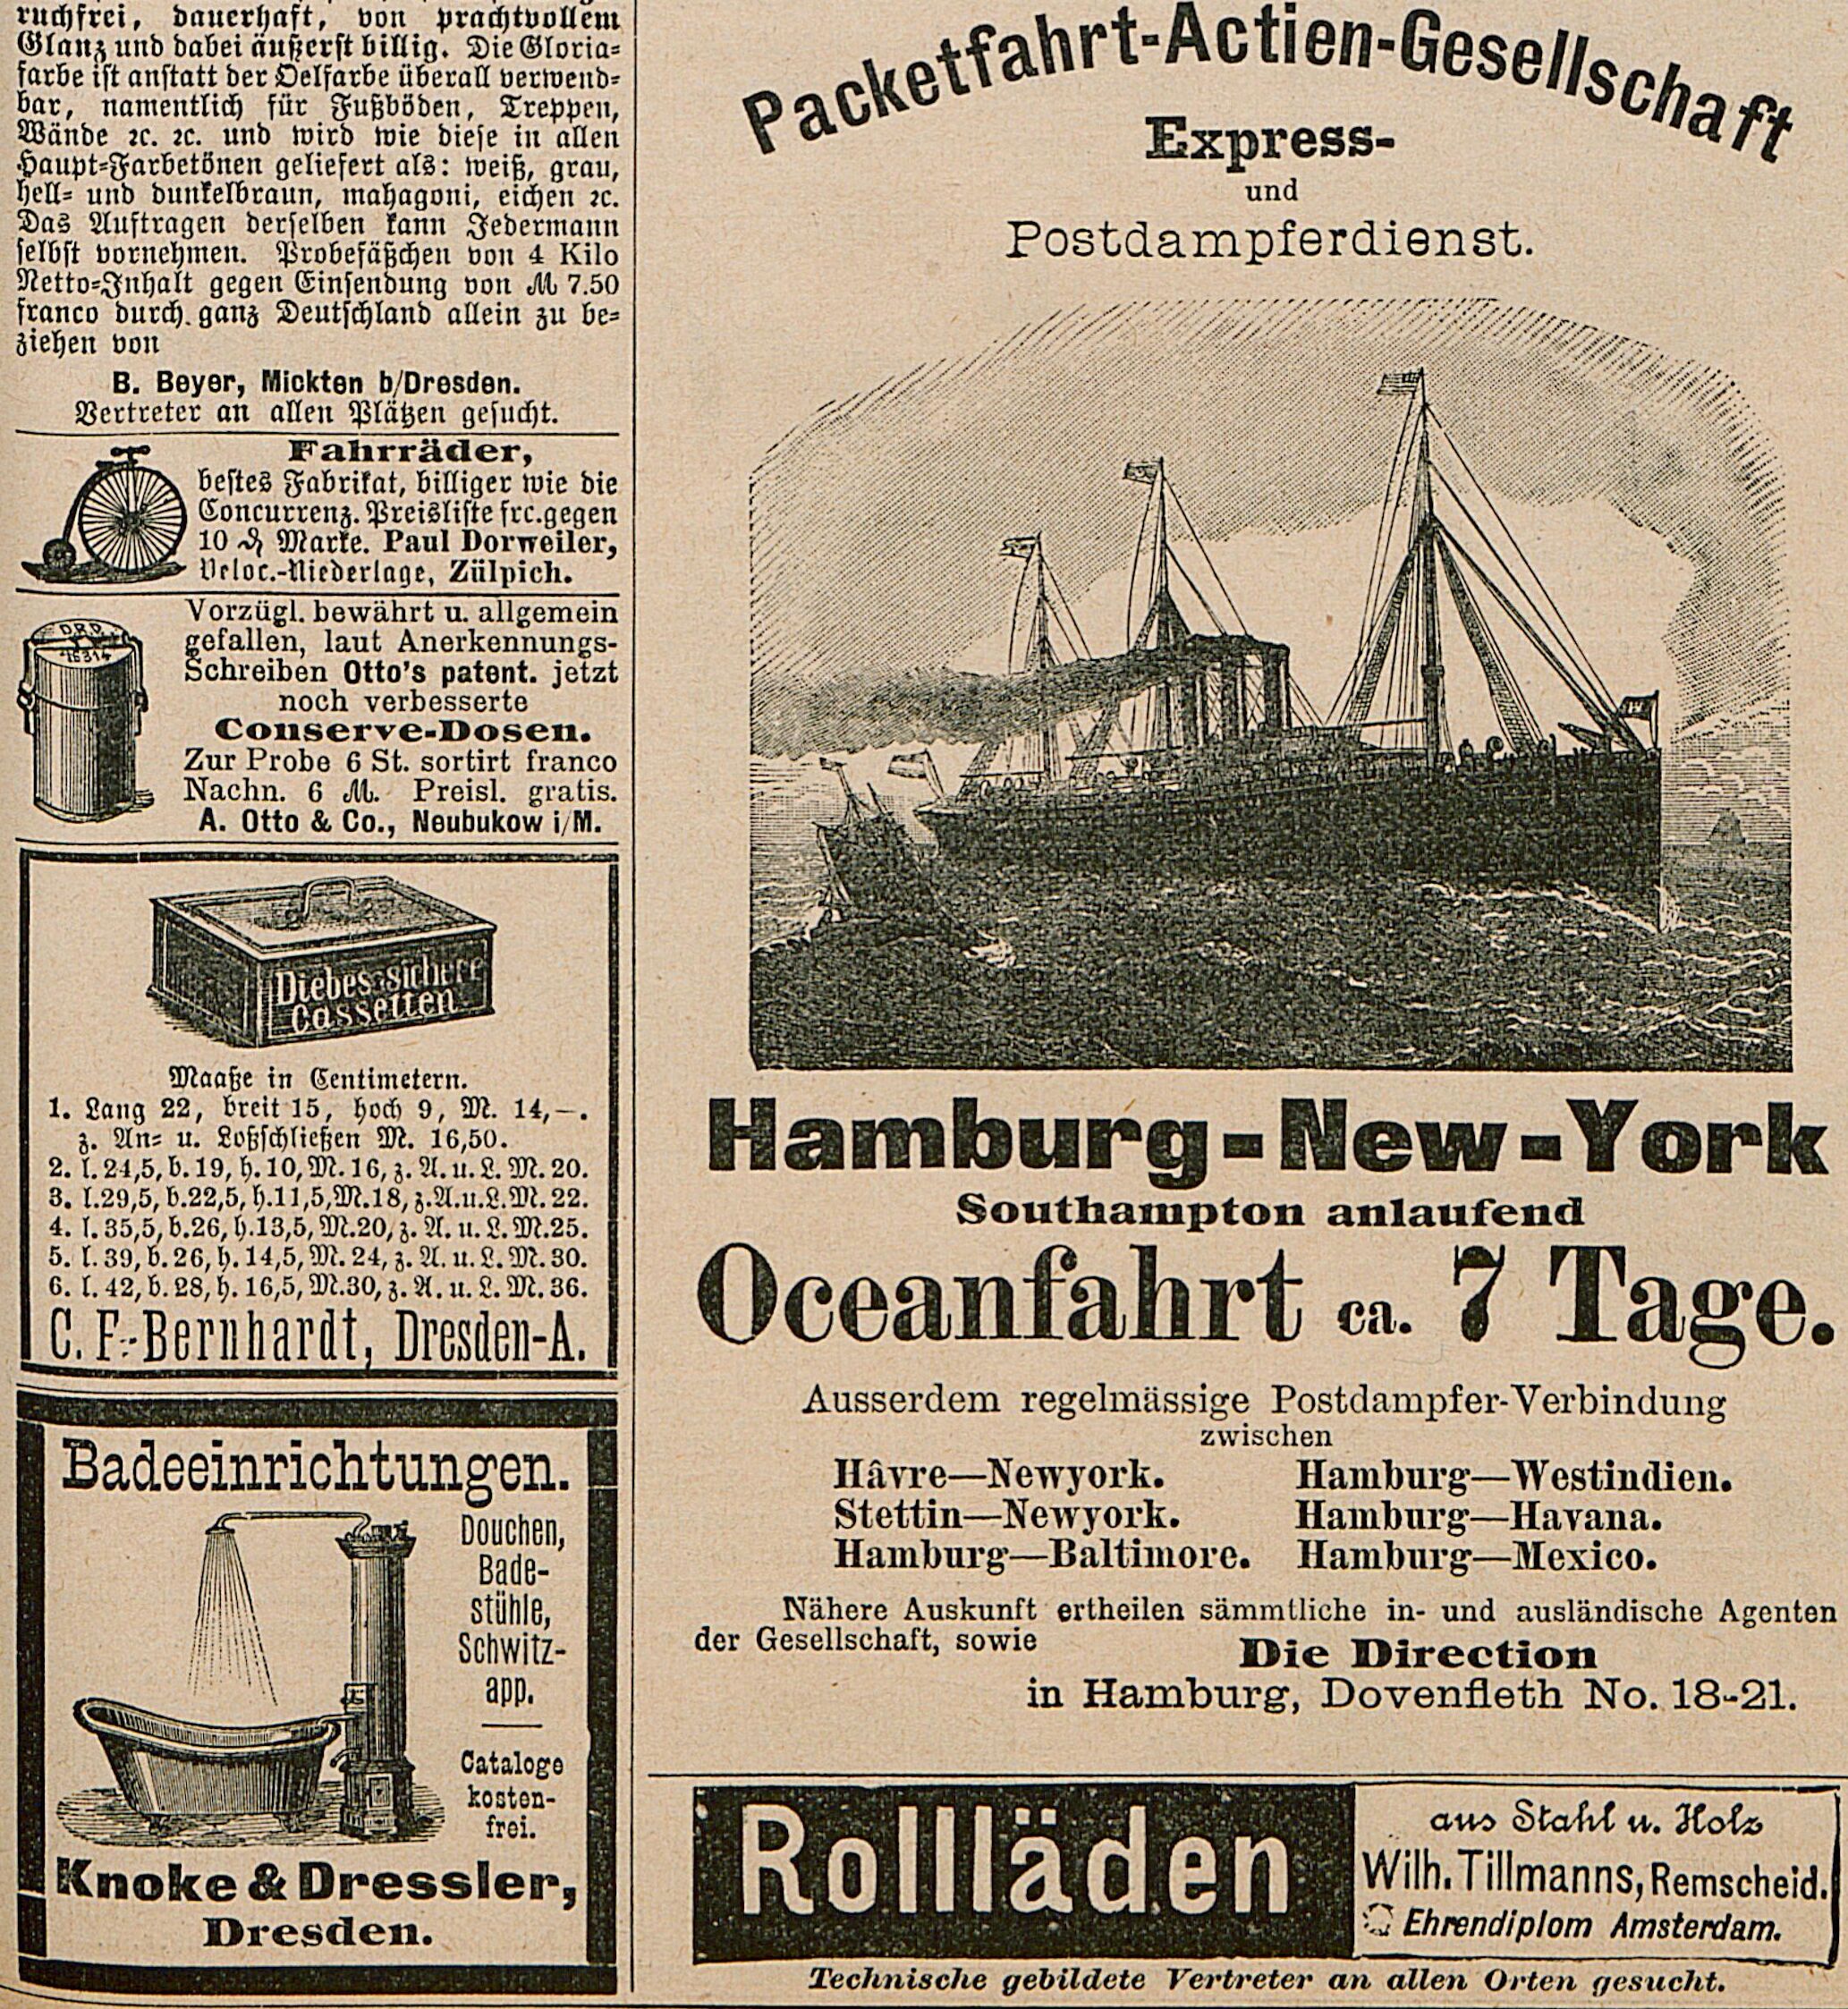 ruchfrei, dauerhaft, von prachtvollem
Glanz und dabei äußerst billig. Die Gloria-
farbe ist anstatt der Oelfarbe überall verwend-
bar, namentlich für Fußböden, Treppen,
Wände ꝛc. ꝛc. und wird wie diese in allen
Haupt-Farbetönen geliefert als: weiß, grau,
hell- und dunkelbraun, mahagoni, eichen ꝛc.
Das Auftragen derselben kann Jedermann
selbst vornehmen. Probefäßchen von 4 Kilo
Netto-Inhalt gegen Einsendung von M 7.50
franco durch ganz Deutschland allein zu be-
ziehen von
B. Beyer, Mickten b/Dresden.
Vertreter an allen Plätzen gesucht.
Fahrräder,
bestes Fabrikat, billiger wie die
Concurrenz. Preisliste frc. gegen
10 ₰ Marke. Paul Dorweiler,
Veloc.-Niederlage, Zülpich.
D.R.P.
16314
Vorzügl. bewährt u. allgemein
gefallen, laut Anerkennungs-
Schreiben Otto's patent. jetzt
noch verbesserte
Conserve-Dosen.
Zur Probe 6 St. sortirt franco
Nachn. 6 M. Preisl. gratis.
A. Otto & Co., Neubukow i/M.
Diebessichere
Cassetten
Maaße in Centimetern.
1. Lang 22, breit 15, hoch 9, M. 14,—.
z. An- u. Loßschließen M. 16,50.
2. l. 24,5, b. 19, h. 10, M. 16, z. A. u. L. M. 20.
3. l. 29,5, b. 22,5, h. 11,5, M. 18, z. A. u. L. M. 22.
4. l. 35,5, b. 26, h. 13,5, M. 20, z. A. u. L. M. 25.
5. l. 39, b. 26, h. 14,5, M. 24, z. A. u. L. M. 30.
6. l. 42, b. 28, h. 16,5, M. 30, z. A. u. L. M. 36.
C. F. Bernhardt, Dresden-A.
Badeeinrichtungen.
Douchen,
Bade-
stühle,
Schwitz-
app.
Cataloge
kosten-
frei.
Knoke & Dressler,
Dresden.
Packetfahrt-Actien-Gesellschaft
Express-
und
Postdampferdienst.
Hamburg-New-York
Southampton anlaufend
Oceanfahrt ca. 7 Tage.
Ausserdem regelmässige Postdampfer-Verbindung
zwischen
Hâvre—Newyork. Hamburg—Westindien.
Stettin—Newyork. Hamburg—Havana.
Hamburg—Baltimore. Hamburg—Mexico.
Nähere Auskunft ertheilen sämmtliche in- und ausländische Agenten
der Gesellschaft, sowie Die Direction
in Hamburg, Dovenfleth No. 18-21.
Rollläden
aus Stahl u. Holz
Wilh. Tillmanns, Remscheid.
Ehrendiplom Amsterdam.
Technische gebildete Vertreter an allen Orten gesucht.